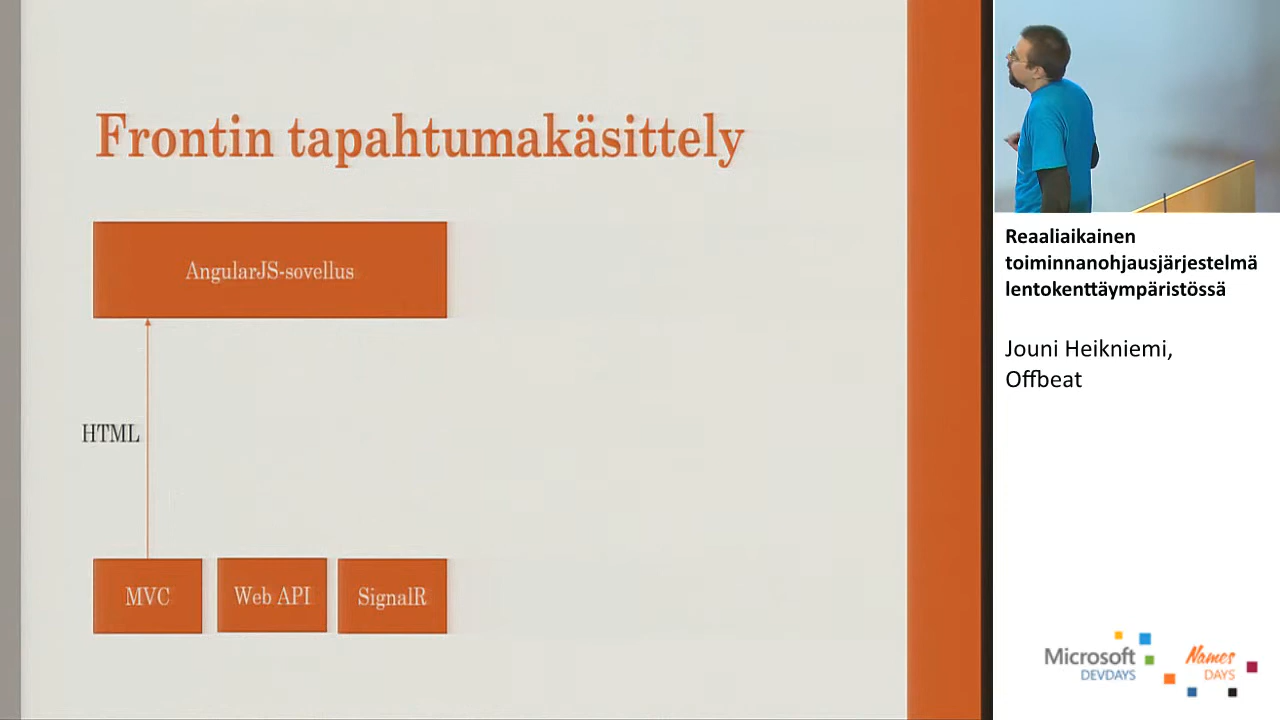 Frontin tapahtumakäsittely
AngularJS-sovellus
HTML
MVC
Web API
SignalR
Reaaliaikainen
toiminnanohjausjärjestelmä
lentokenttäympäristössä
Jouni Heikniemi,
Offbeat
Microsoft
DEVDAYS
Names
DAYS